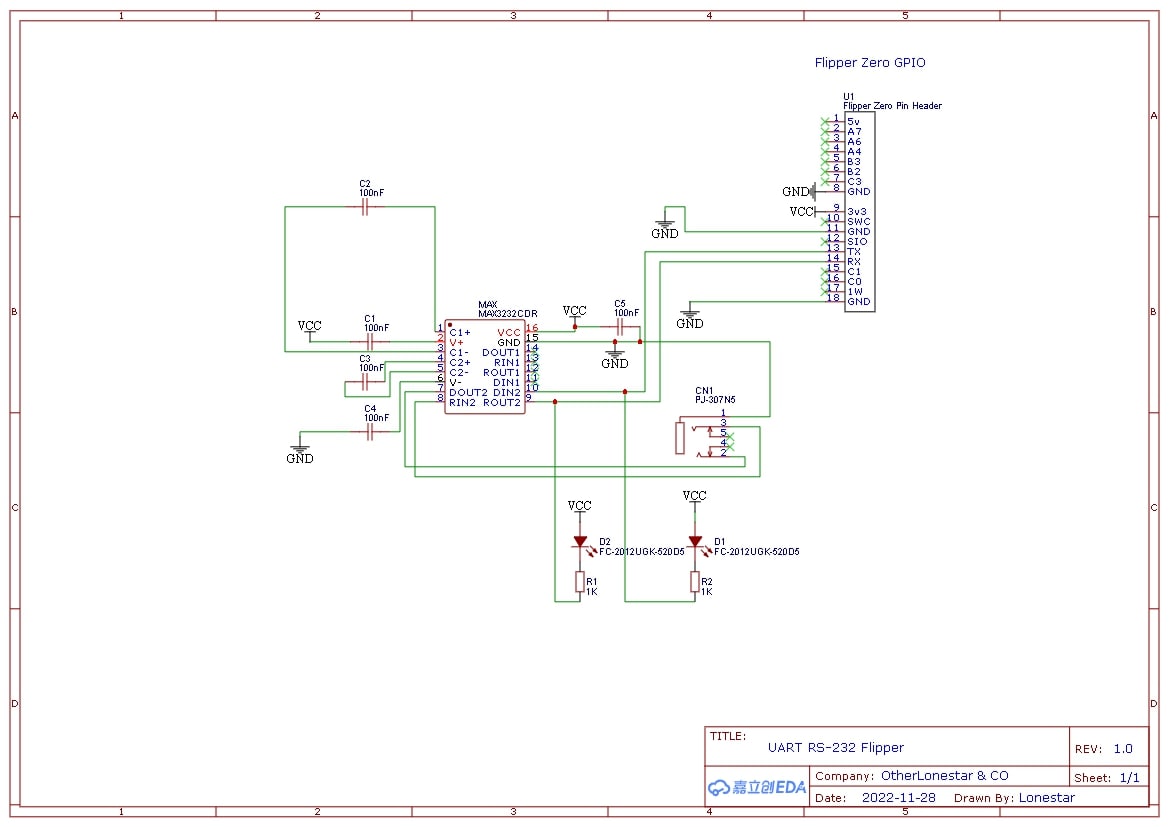 1 2 3 4 5
A A
B B
C C
D D
Flipper Zero GPIO
U1
Flipper Zero Pin Header
1 5v
2 A7
3 A6
4 A4
5 B3
6 B2
7 C3
GND 8 GND
VCC 9 3v3
10 SWC
11 GND
12 SIO
13 TX
14 RX
15 C1
16 C0
17 1W
18 GND
GND
GND
C2
100nF
VCC
C1
100nF
C3
100nF
C4
100nF
GND
MAX
MAX3232CDR
1 C1+ VCC 16
2 V+ GND 15
3 C1- DOUT1 14
4 C2+ RIN1 13
5 C2- ROUT1 12
6 V- DIN1 11
7 DOUT2 DIN2 10
8 RIN2 ROUT2 9
VCC
C5
100nF
GND
CN1
PJ-307N5
1
3
5
4
2
VCC
D2
FC-2012UGK-520D5
R1
1K
VCC
D1
FC-2012UGK-520D5
R2
1K
TITLE:
UART RS-232 Flipper
REV: 1.0
嘉立创EDA
Company: OtherLonestar & CO
Sheet: 1/1
Date: 2022-11-28 Drawn By: Lonestar
1 2 3 4 5